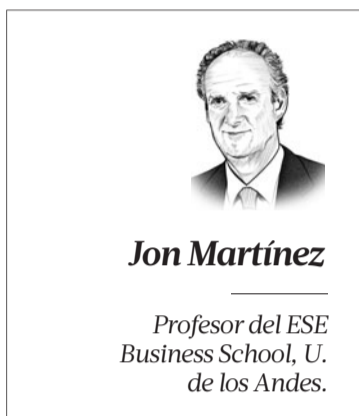 Jon Martínez
Profesor del ESE
Business School, U.
de los Andes.